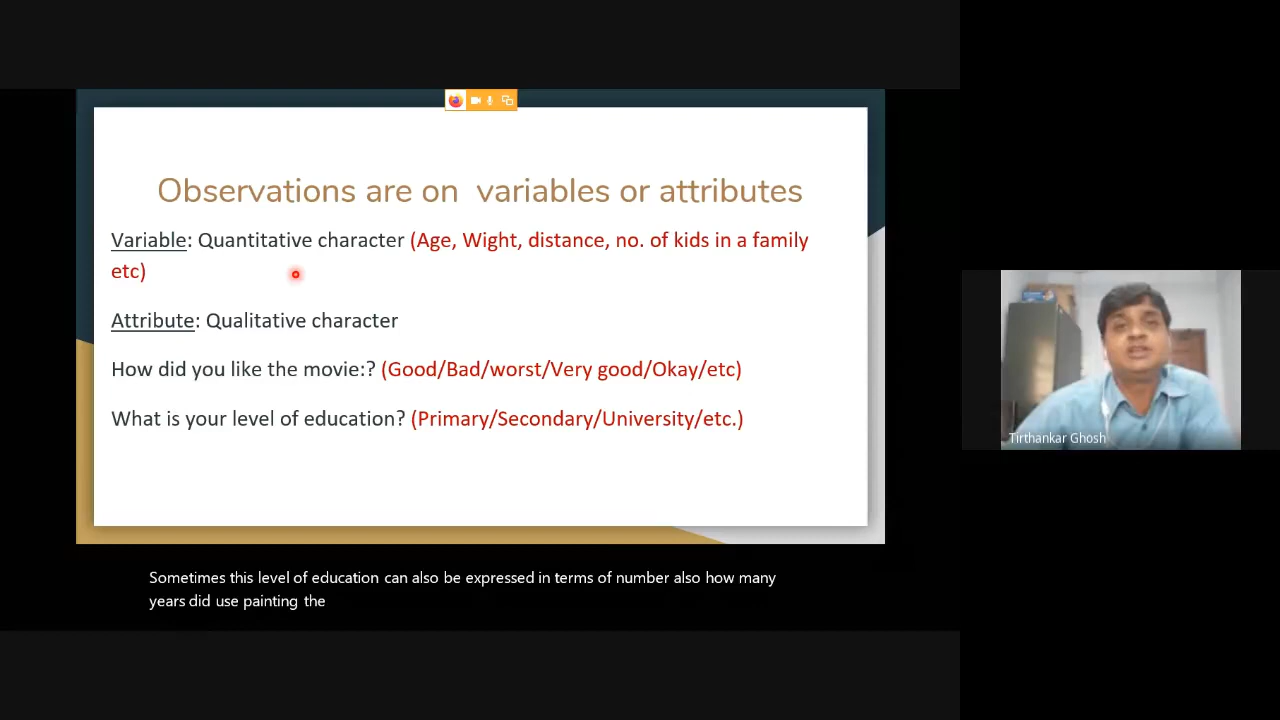 Observations are on variables or attributes
Variable: Quantitative character (Age, Wight, distance, no. of kids in a family
etc)
Attribute: Qualitative character
How did you like the movie:? (Good/Bad/worst/Very good/Okay/etc)
What is your level of education? (Primary/Secondary/University/etc.)
Tirthankar Ghosh
Sometimes this level of education can also be expressed in terms of number also how many
years did use painting the